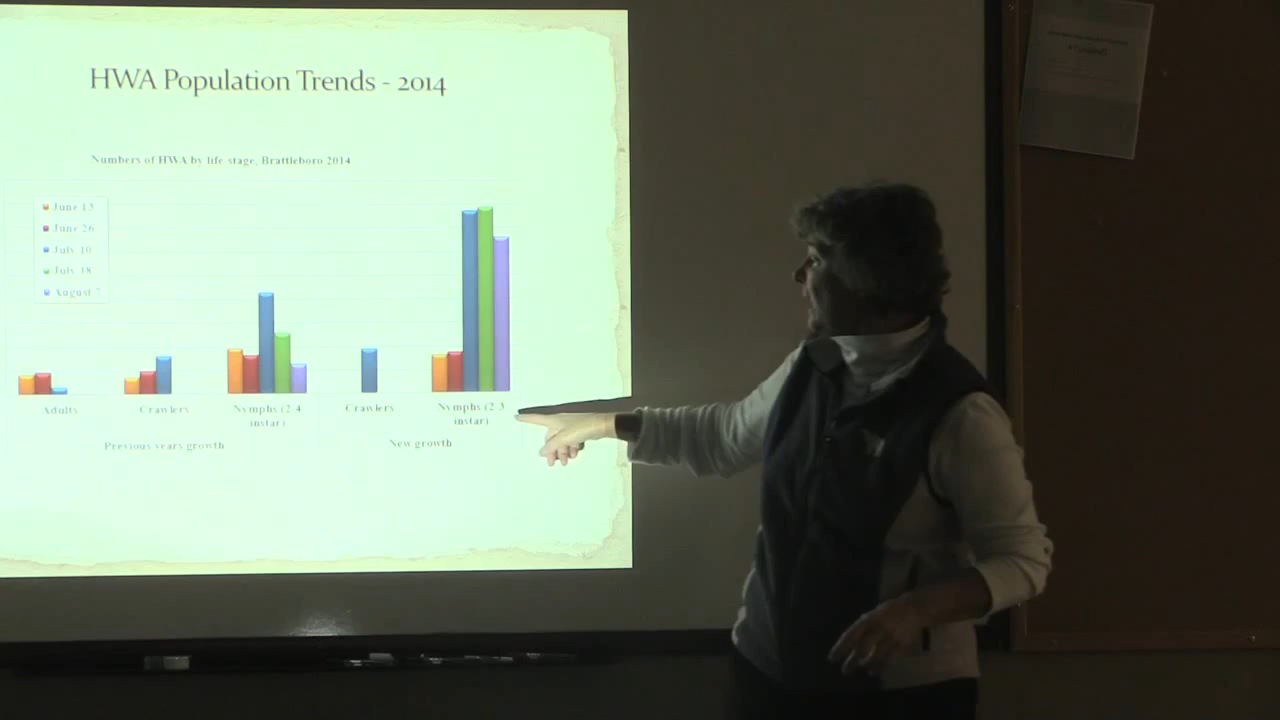 HWA Population Trends - 2014
Numbers of HWA by life stage, Brattleboro 2014
June 13
June 26
July 10
July 18
August 7
Adults
Crawlers
Nymphs (2-4
instar)
Crawlers
Nymphs (2-3
instar)
Previous years growth
New growth